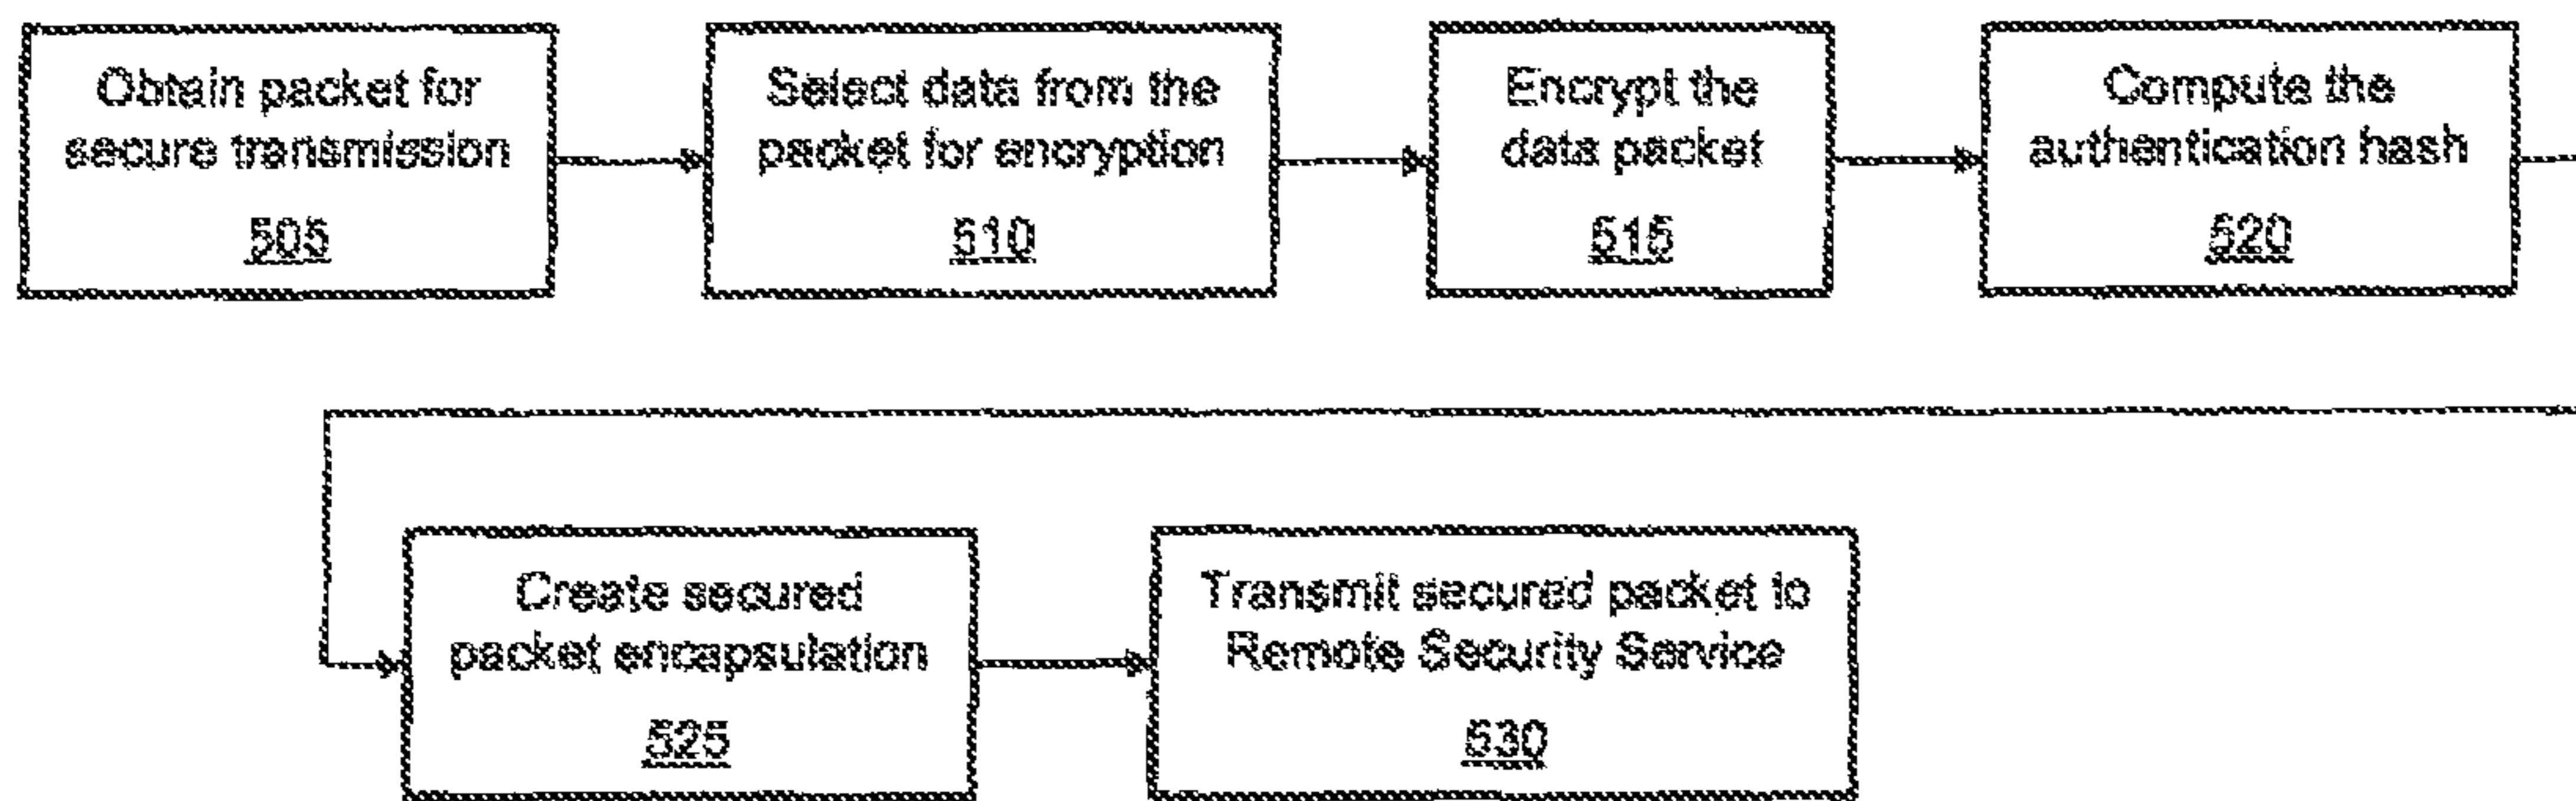 Obtain packet for
secure transmission
505
Select data from the
packet for encryption
510
Encrypt the
data packet
515
Compute the
authentication hash
520
Create secured
packet encapsulation
525
Transmit secured packet to
Remote Security Service
530